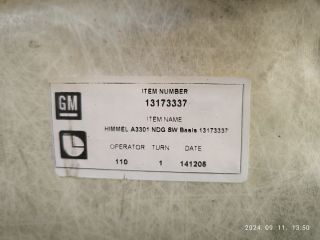 ITEM NUMBER
GM
13173337
ITEM NAME
HIMMEL A3301 NDG SW Basis 13173337
OPERATOR TURN DATE
110 1 141205
2024.09.11. 13:50